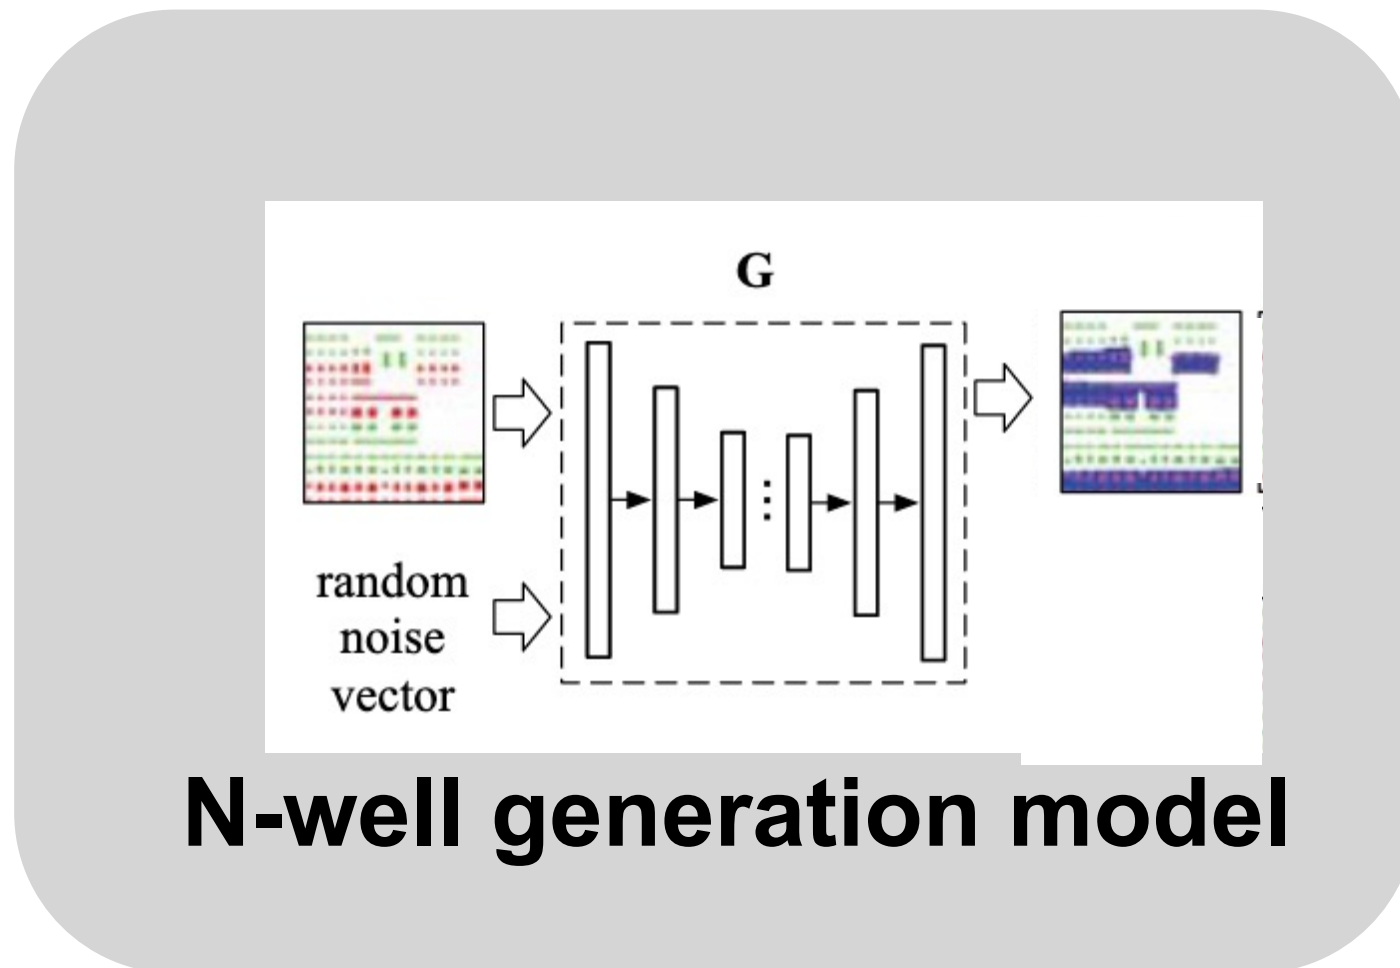 G
random
noise
vector
N-well generation model